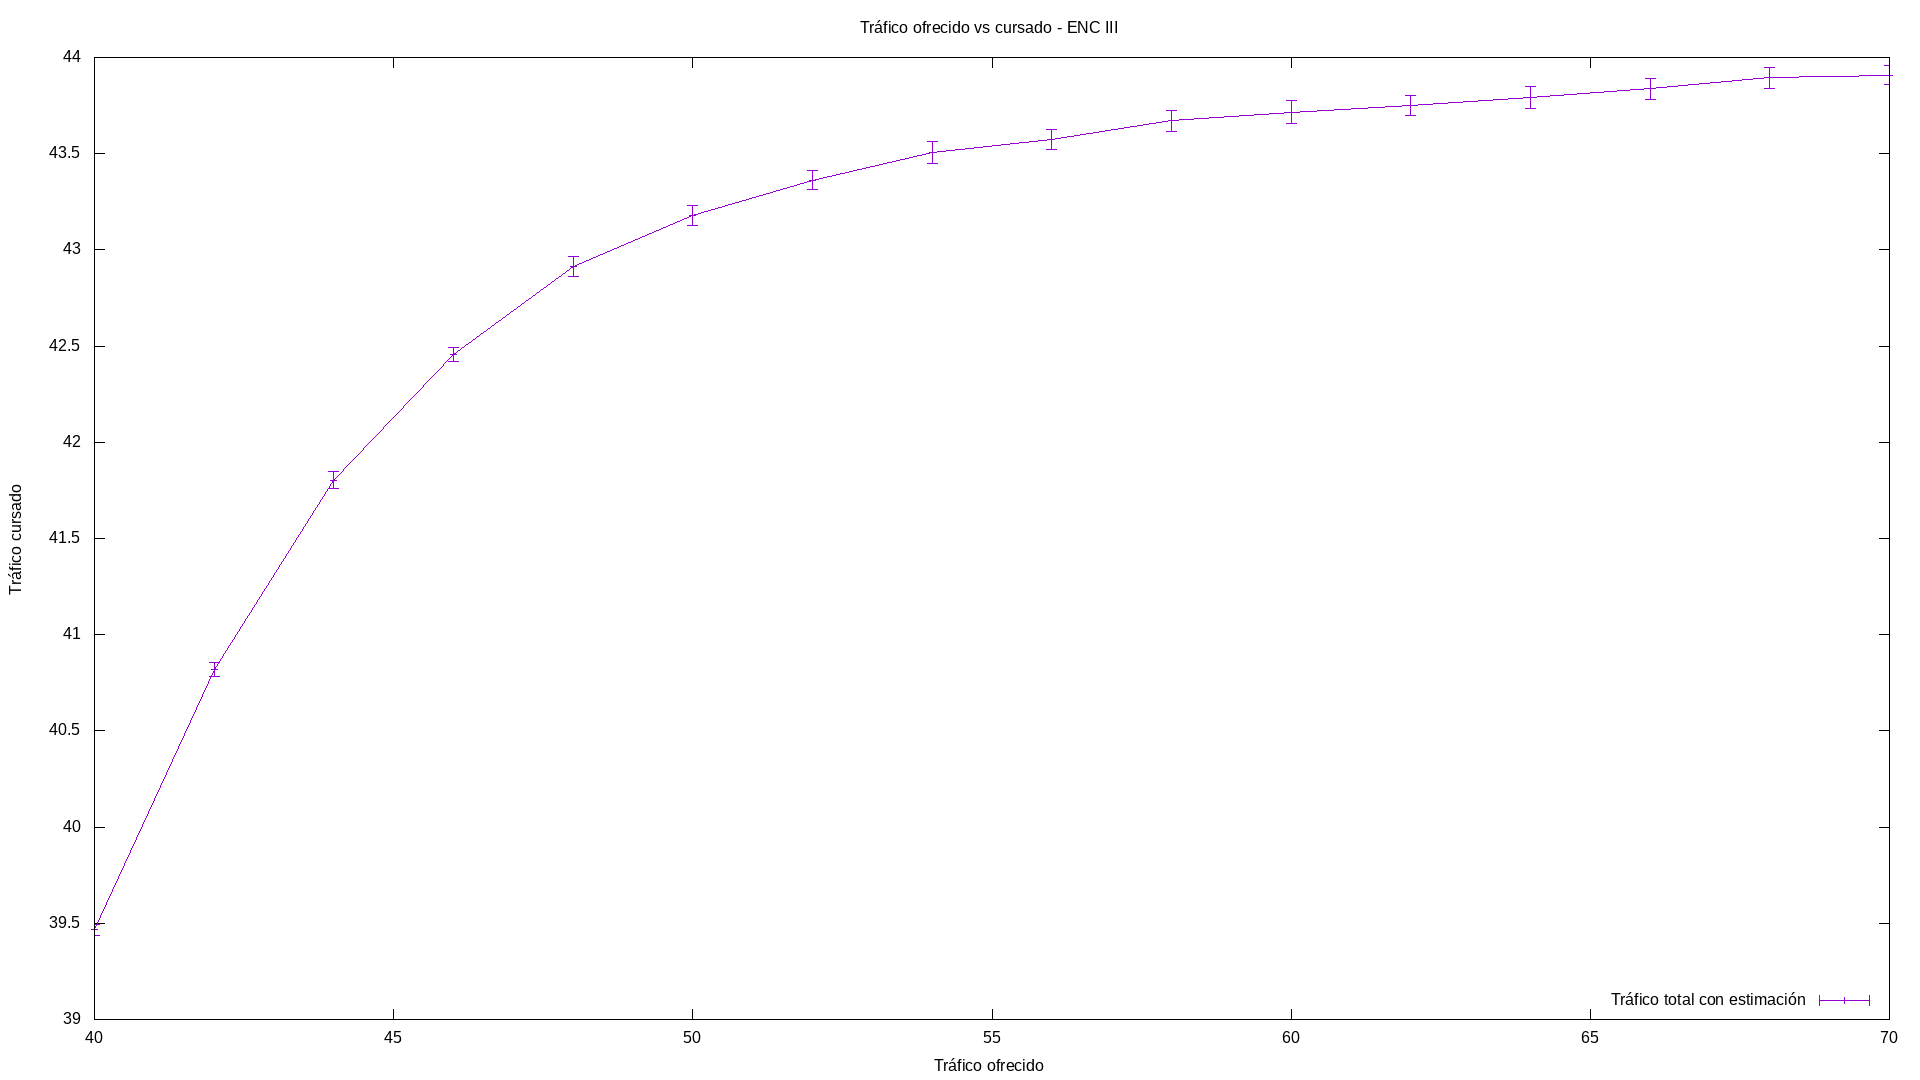 Tráfico ofrecido vs cursado - ENC III
44
43.5
43
42.5
42
41.5
41
40.5
40
39.5
39
Tráfico cursado
Tráfico total con estimación
40 45 50 55 60 65 70
Tráfico ofrecido